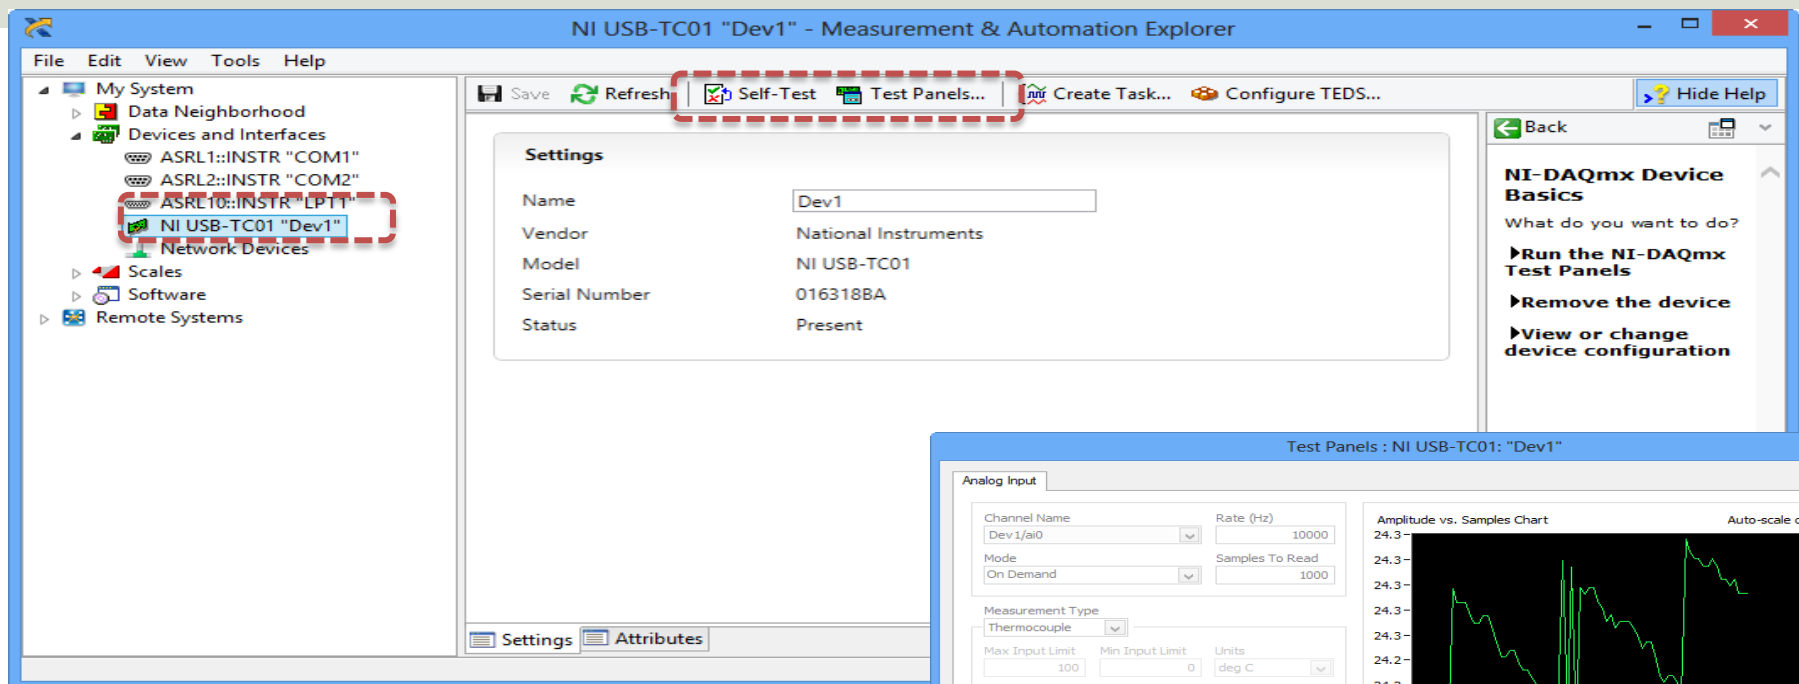 NI USB-TC01 "Dev1" - Measurement & Automation Explorer
File Edit View Tools Help
My System
Data Neighborhood
Devices and Interfaces
ASRL1::INSTR "COM1"
ASRL2::INSTR "COM2"
ASRL10::INSTR "LPT1"
NI USB-TC01 "Dev1"
Network Devices
Scales
Software
Remote Systems
Save Refresh Self-Test Test Panels... Create Task... Configure TEDS... Hide Help
Settings
Name Dev1
Vendor National Instruments
Model NI USB-TC01
Serial Number 016318BA
Status Present
Settings Attributes
Back
NI-DAQmx Device
Basics
What do you want to do?
Run the NI-DAQmx
Test Panels
Remove the device
View or change
device configuration
Test Panels : NI USB-TC01: "Dev1"
Analog Input
Channel Name Rate (Hz)
Dev1/ai0 10000
Mode Samples To Read
On Demand 1000
Measurement Type
Thermocouple
Max Input Limit Min Input Limit Units
100 0 deg C
Amplitude vs. Samples Chart Auto-scale
24.3
24.3
24.3
24.3
24.3
24.2